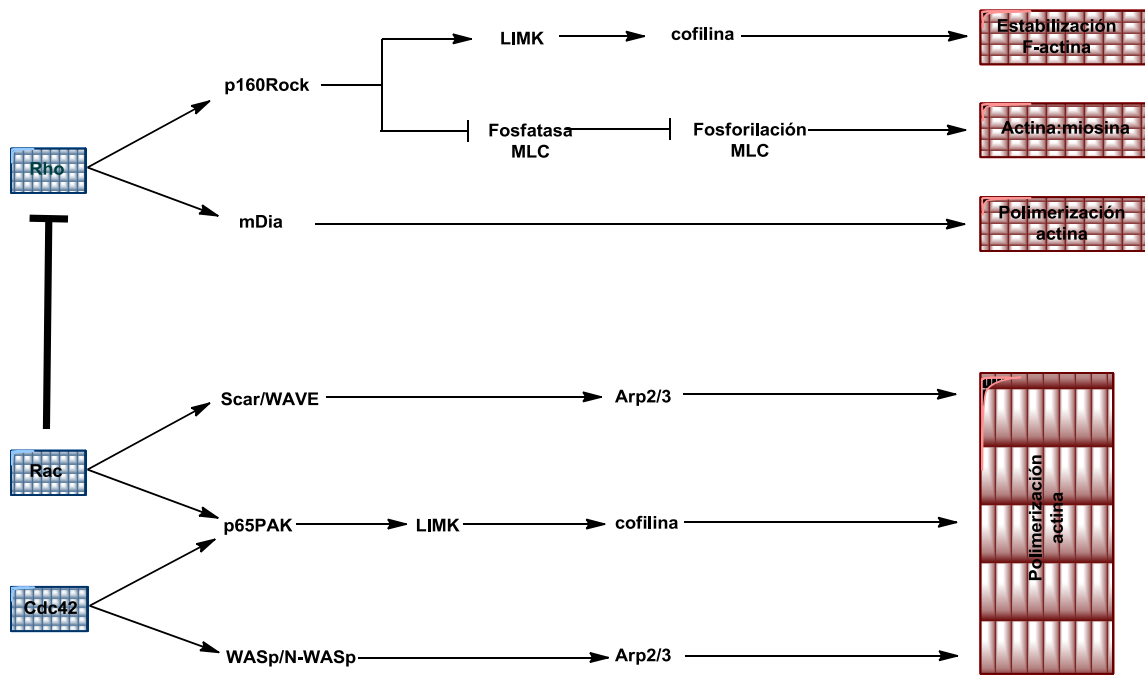 LIMK
cofilina
Estabilización
F-actina
p160Rock
Fosfatasa
MLC
Fosforilación
MLC
Actina:miosina
Rho
mDia
Polimerización
actina
Scar/WAVE
Arp2/3
Rac
p65PAK
LIMK
cofilina
Polimerización
actina
Cdc42
WASp/N-WASp
Arp2/3